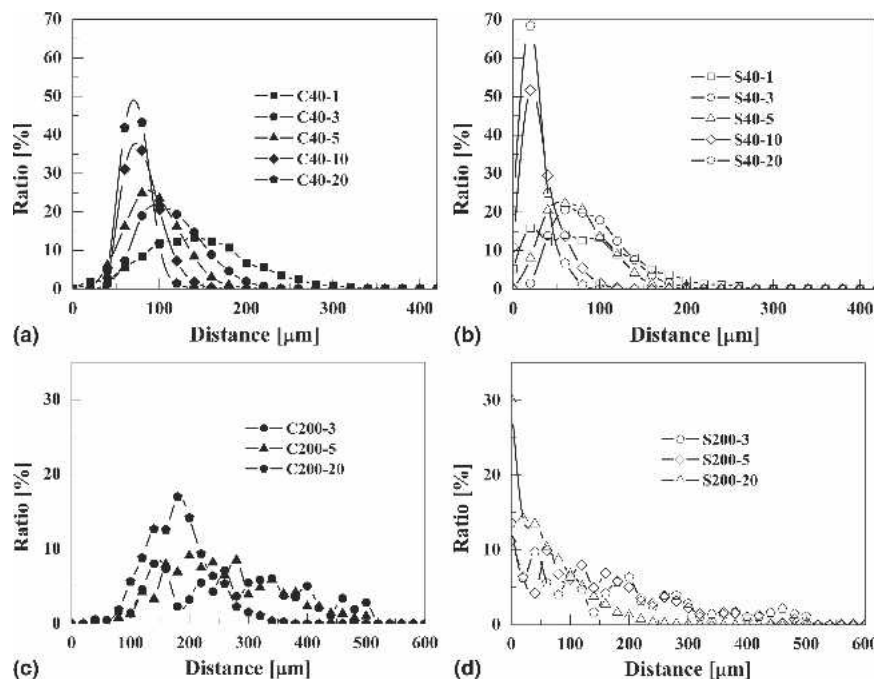 70
60
50
40
30
20
10
0
Ratio [%]
C40-1
C40-3
C40-5
C40-10
C40-20
0 100 200 300 400
(a)
Distance [μm]
70
60
50
40
30
20
10
0
Ratio [%]
S40-1
S40-3
S40-5
S40-10
S40-20
0 100 200 300 400
(b)
Distance [μm]
30
20
10
0
Ratio [%]
C200-3
C200-5
C200-20
0 100 200 300 400 500 600
(c)
Distance [μm]
30
20
10
0
Ratio [%]
S200-3
S200-5
S200-20
0 100 200 300 400 500 600
(d)
Distance [μm]